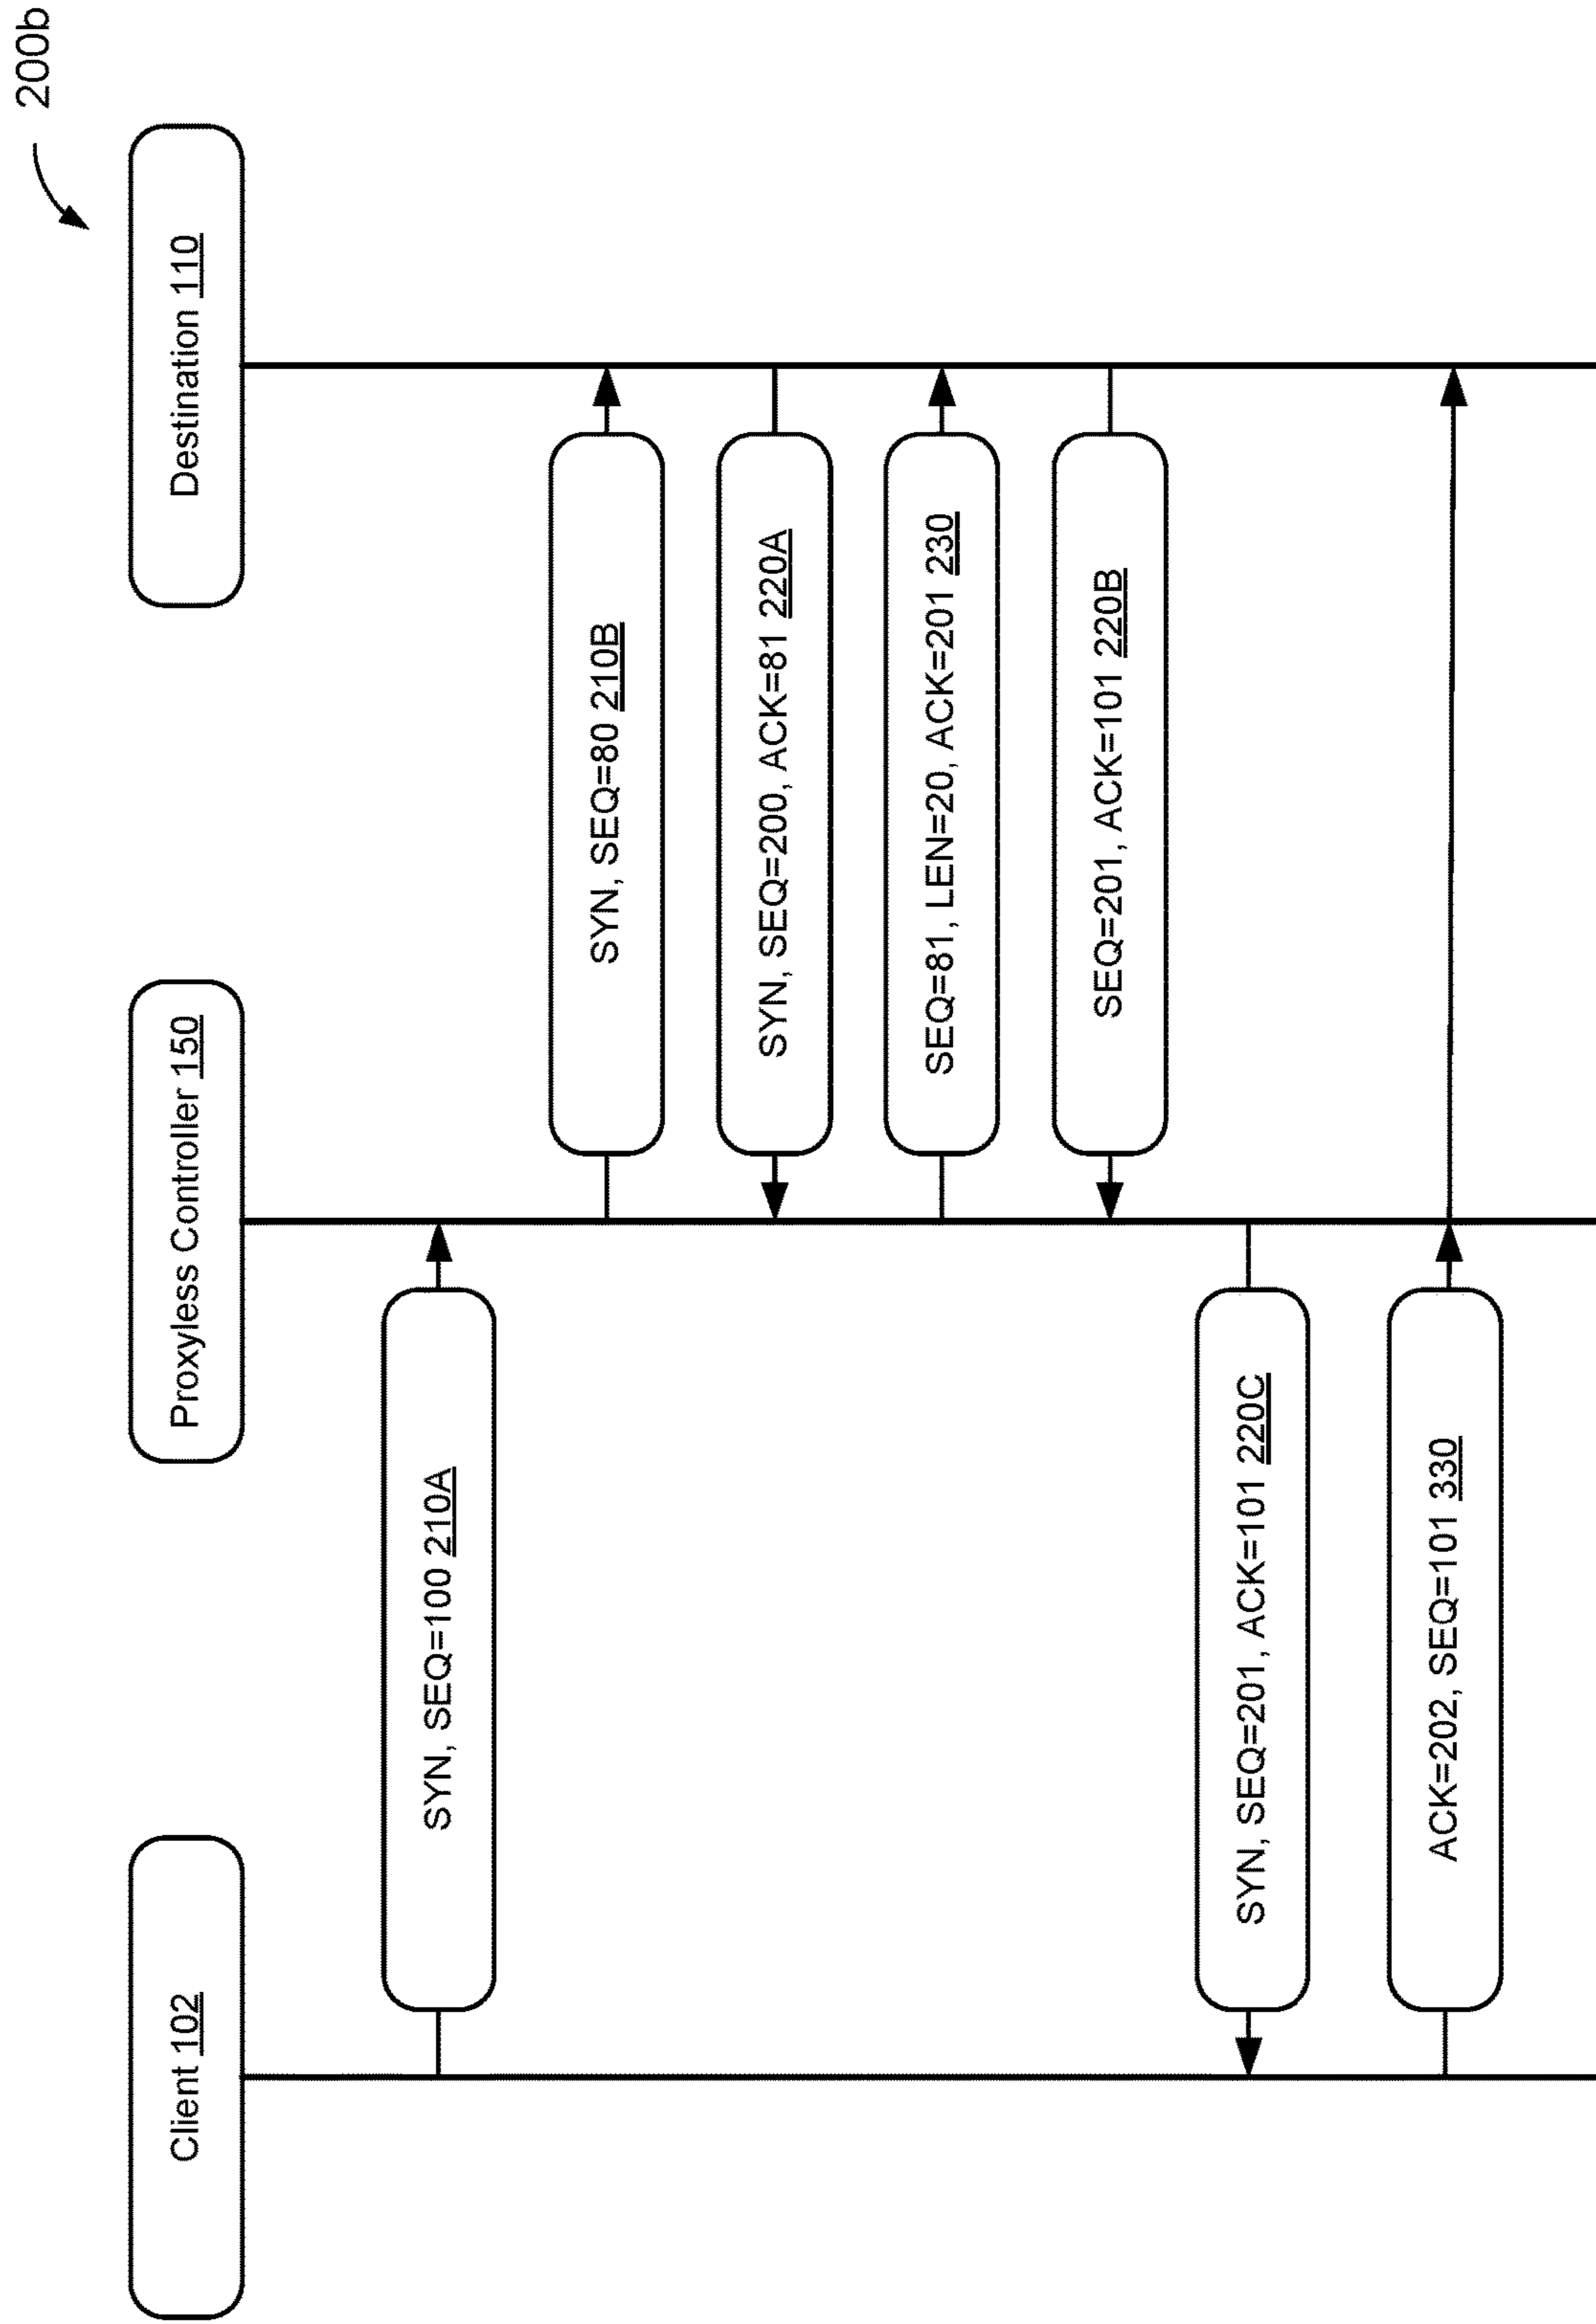 200b
Client 102
Proxyless Controller 150
Destination 110
SYN, SEQ=100 210A
SYN, SEQ=80 210B
SYN, SEQ=200, ACK=81 220A
SEQ=81, LEN=20, ACK=201 230
SEQ=201, ACK=101 220B
SYN, SEQ=201, ACK=101 220C
ACK=202, SEQ=101 330